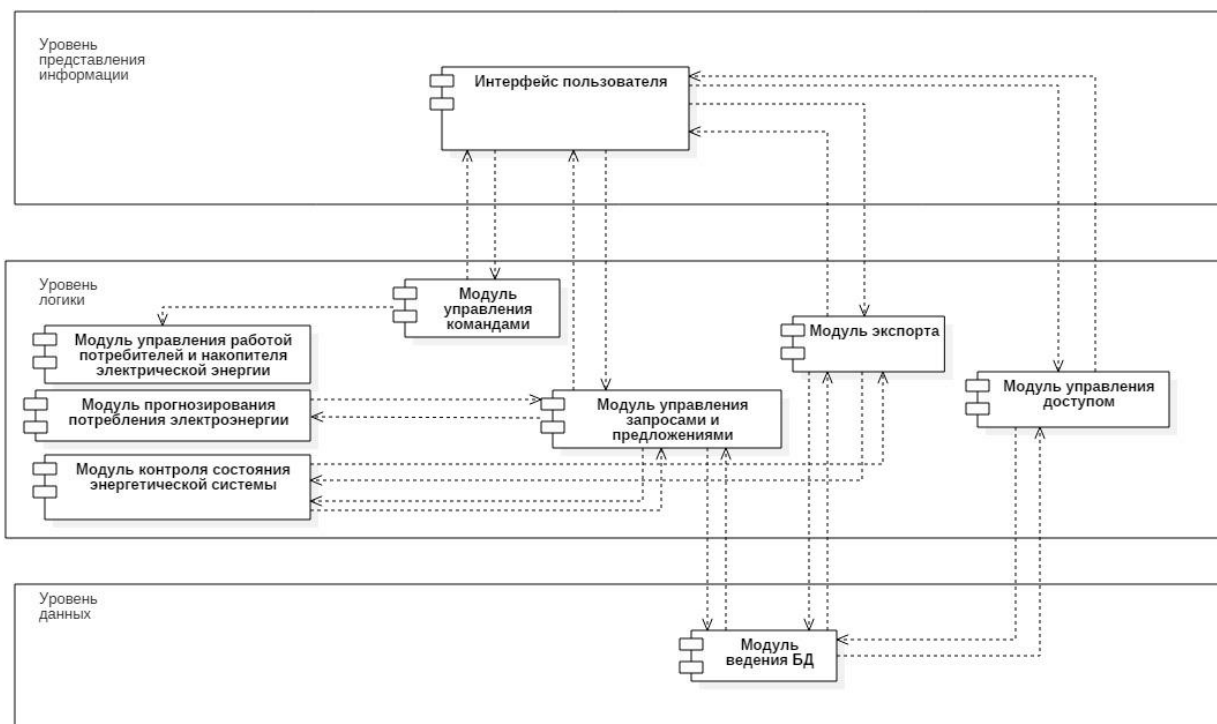 Уровень
представления
информации
Интерфейс пользователя
Уровень
логики
Модуль
управления
командами
Модуль управления работой
потребителей и накопителя
электрической энергии
Модуль экспорта
Модуль прогнозирования
потребления электроэнергии
Модуль управления
запросами и
предложениями
Модуль управления
доступом
Модуль контроля состояния
энергетической системы
Уровень
данных
Модуль
ведения БД